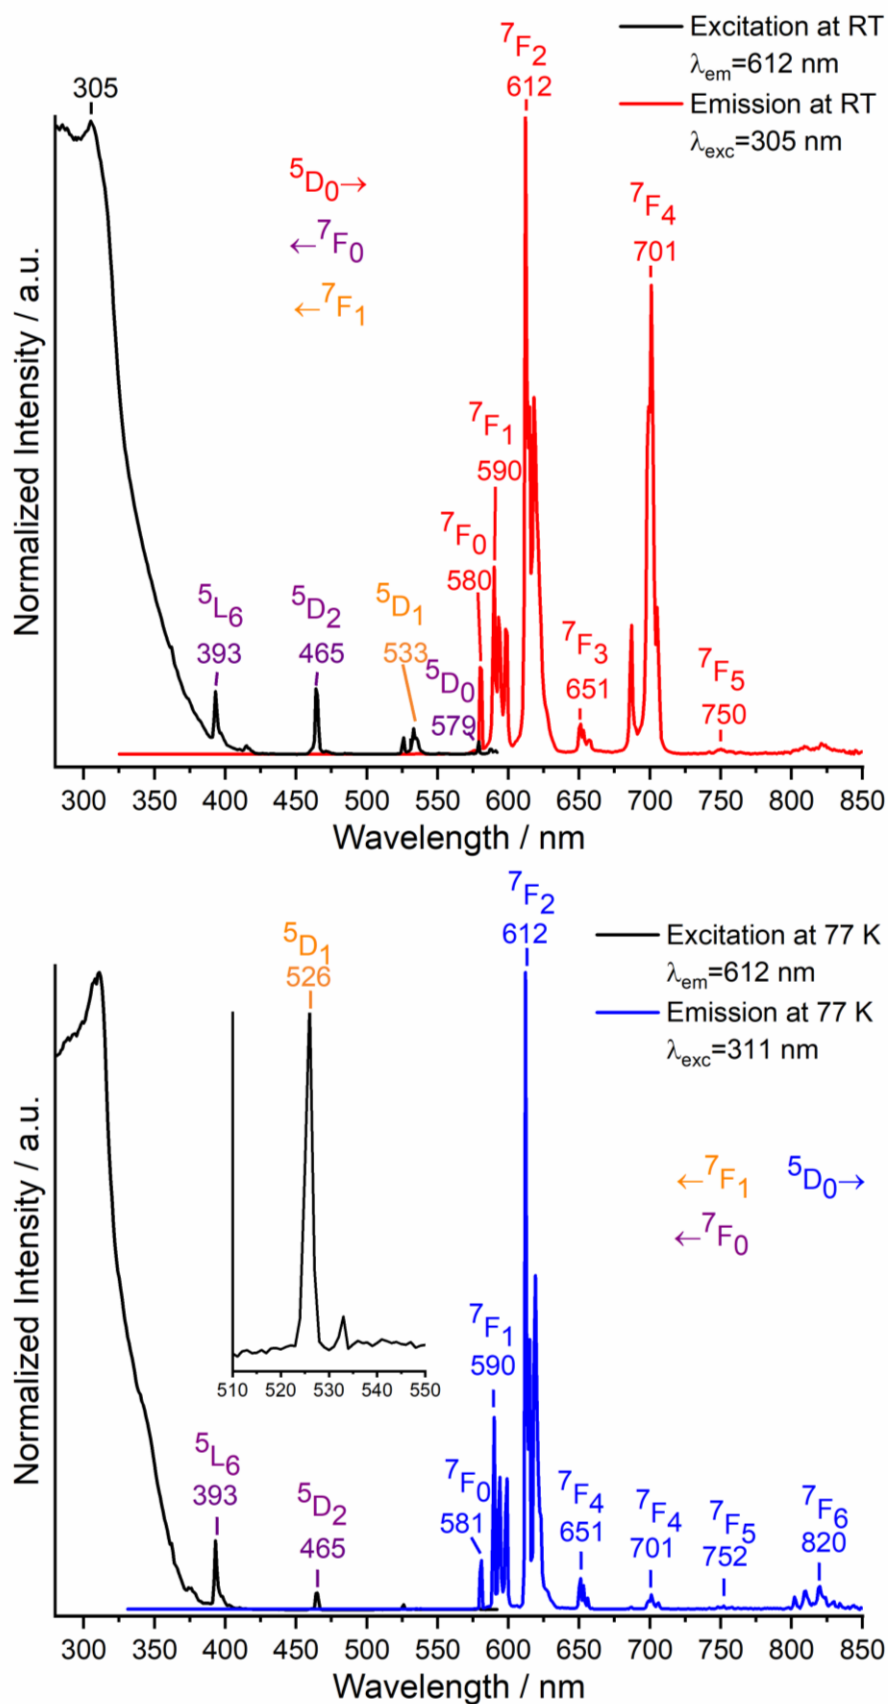 ⁷F₂
612
Excitation at RT
λem=612 nm
Emission at RT
λexc=305 nm
305
⁵D₀→
←⁷F₀
←⁷F₁
⁷F₄
701
⁷F₁
590
⁷F₀
580
⁵L₆
393
⁵D₂
465
⁵D₁
533
⁵D₀
579
⁷F₃
651
⁷F₅
750
Normalized Intensity / a.u.
300 350 400 450 500 550 600 650 700 750 800 850
Wavelength / nm
⁷F₂
612
Excitation at 77 K
λem=612 nm
Emission at 77 K
λexc=311 nm
⁵D₁
526
←⁷F₁ ⁵D₀→
←⁷F₀
510 520 530 540 550
⁷F₁
590
⁵L₆
393
⁵D₂
465
⁷F₀
581
⁷F₄
651
⁷F₄
701
⁷F₅
752
⁷F₆
820
Normalized Intensity / a.u.
300 350 400 450 500 550 600 650 700 750 800 850
Wavelength / nm